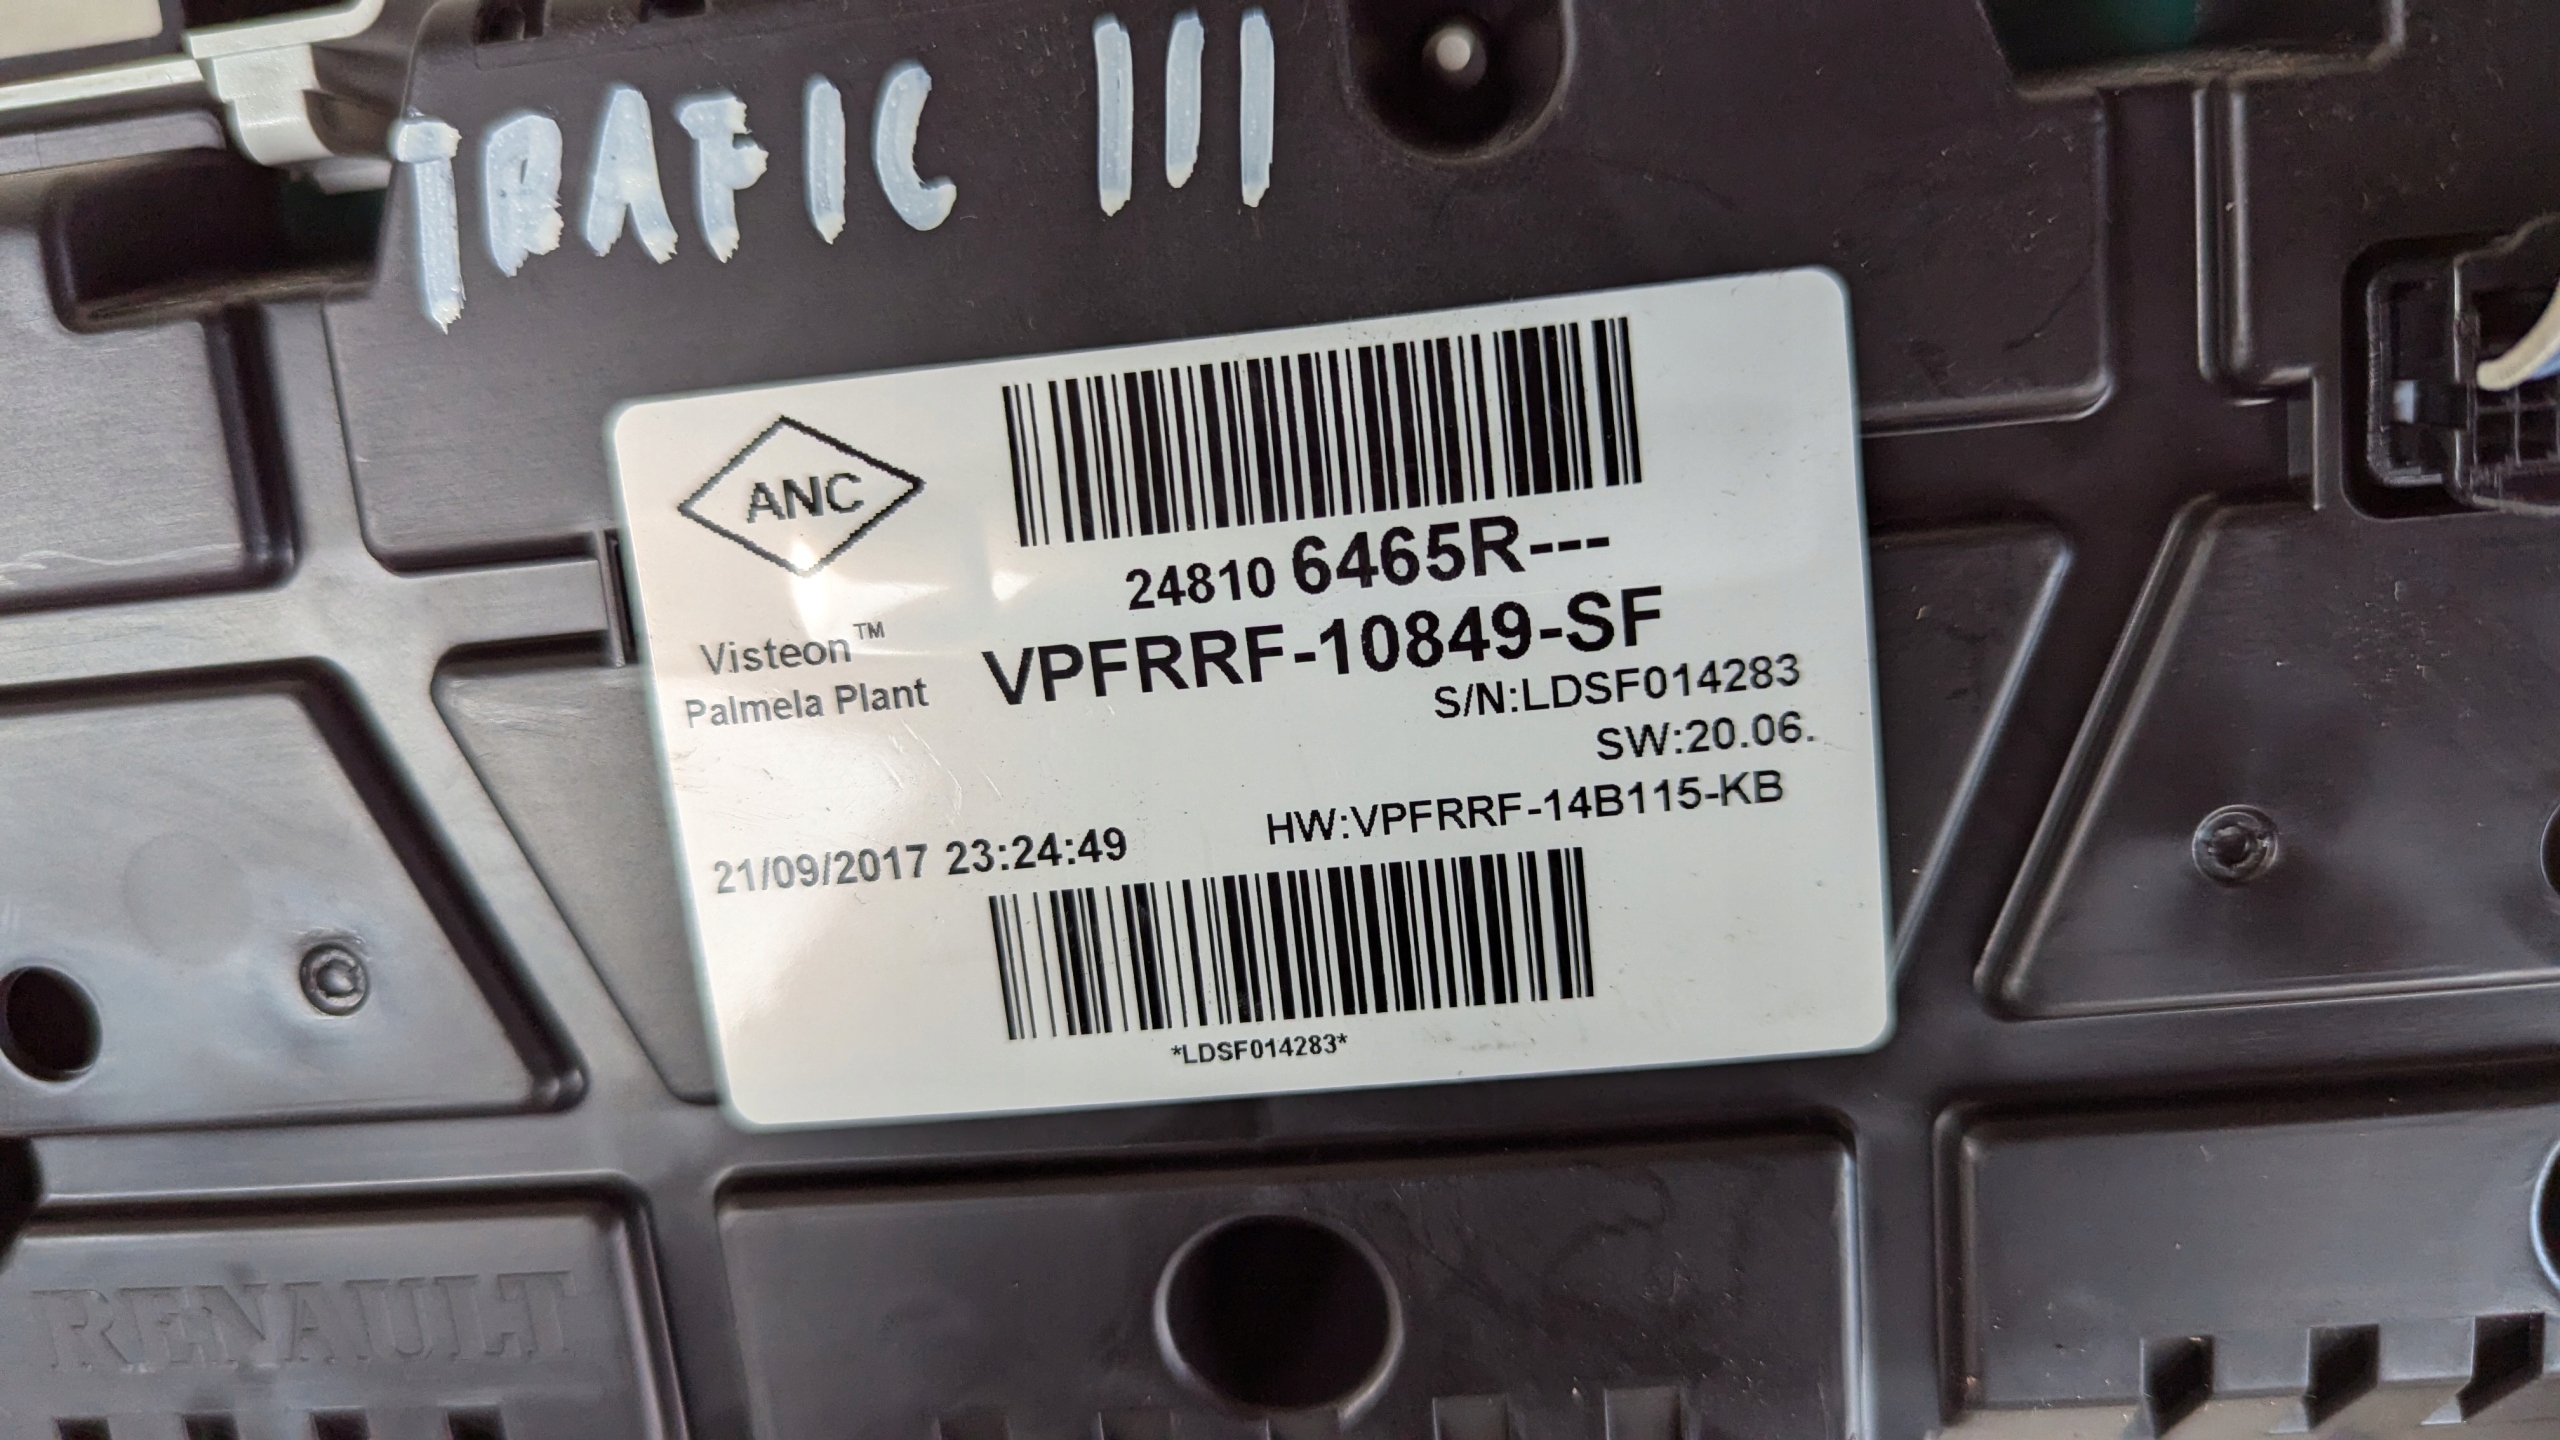 TRAFIC III
ANC
24810 6465R---
VPFRRF-10849-SF
Visteon™
Palmela Plant
S/N:LDSF014283
SW:20.06.
HW:VPFRRF-14B115-KB
21/09/2017 23:24:49
*LDSF014283*
RENAULT